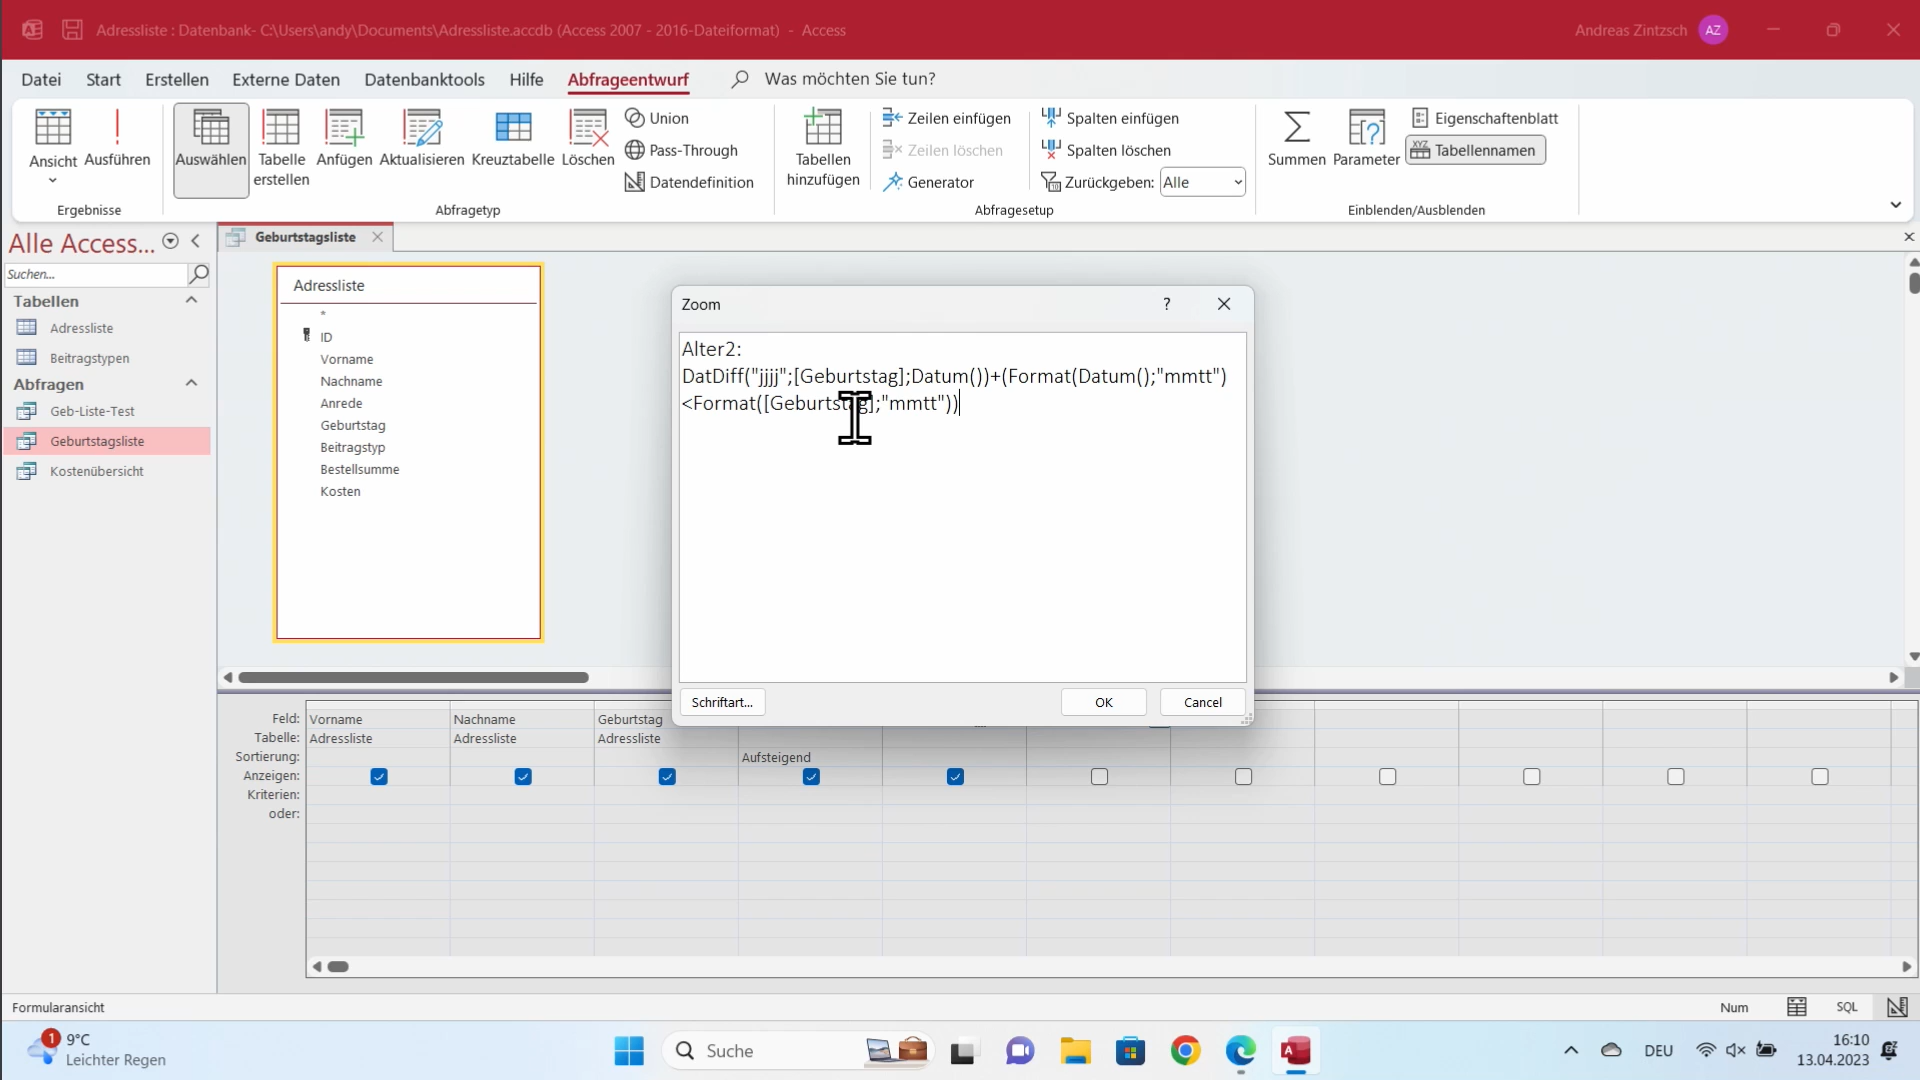 Adressliste : Datenbank- C:\Users\andy\Documents\Adressliste.accdb (Access 2007 - 2016-Dateiformat) - Access
Andreas Zintzsch
AZ
Datei
Start
Erstellen
Externe Daten
Datenbanktools
Hilfe
Abfrageentwurf
Was möchten Sie tun?
Ansicht
Ausführen
Ergebnisse
Auswählen
Tabelle
erstellen
Anfügen
Aktualisieren
Kreuztabelle
Löschen
Union
Pass-Through
Datendefinition
Abfragetyp
Tabellen
hinzufügen
Zeilen einfügen
Zeilen löschen
Generator
Spalten einfügen
Spalten löschen
Zurückgeben: Alle
Abfragesetup
Summen
Parameter
Eigenschaftenblatt
XYZ Tabellennamen
Einblenden/Ausblenden
Alle Access...
Suchen...
Tabellen
Adressliste
Beitragstypen
Abfragen
Geb-Liste-Test
Geburtstagsliste
Kostenübersicht
Geburtstagsliste
Adressliste
*
ID
Vorname
Nachname
Anrede
Geburtstag
Beitragstyp
Bestellsumme
Kosten
Zoom
?
Alter2:
DatDiff("jjjj";[Geburtstag];Datum())+(Format(Datum();"mmtt")
<Format([Geburtstag];"mmtt"))
Schriftart...
OK
Cancel
Feld: Vorname Nachname Geburtstag
Tabelle: Adressliste Adressliste Adressliste
Sortierung: Aufsteigend
Anzeigen:
Kriterien:
oder:
Formularansicht
Num
SQL
1
9°C
Leichter Regen
Suche
DEU
16:10
13.04.2023